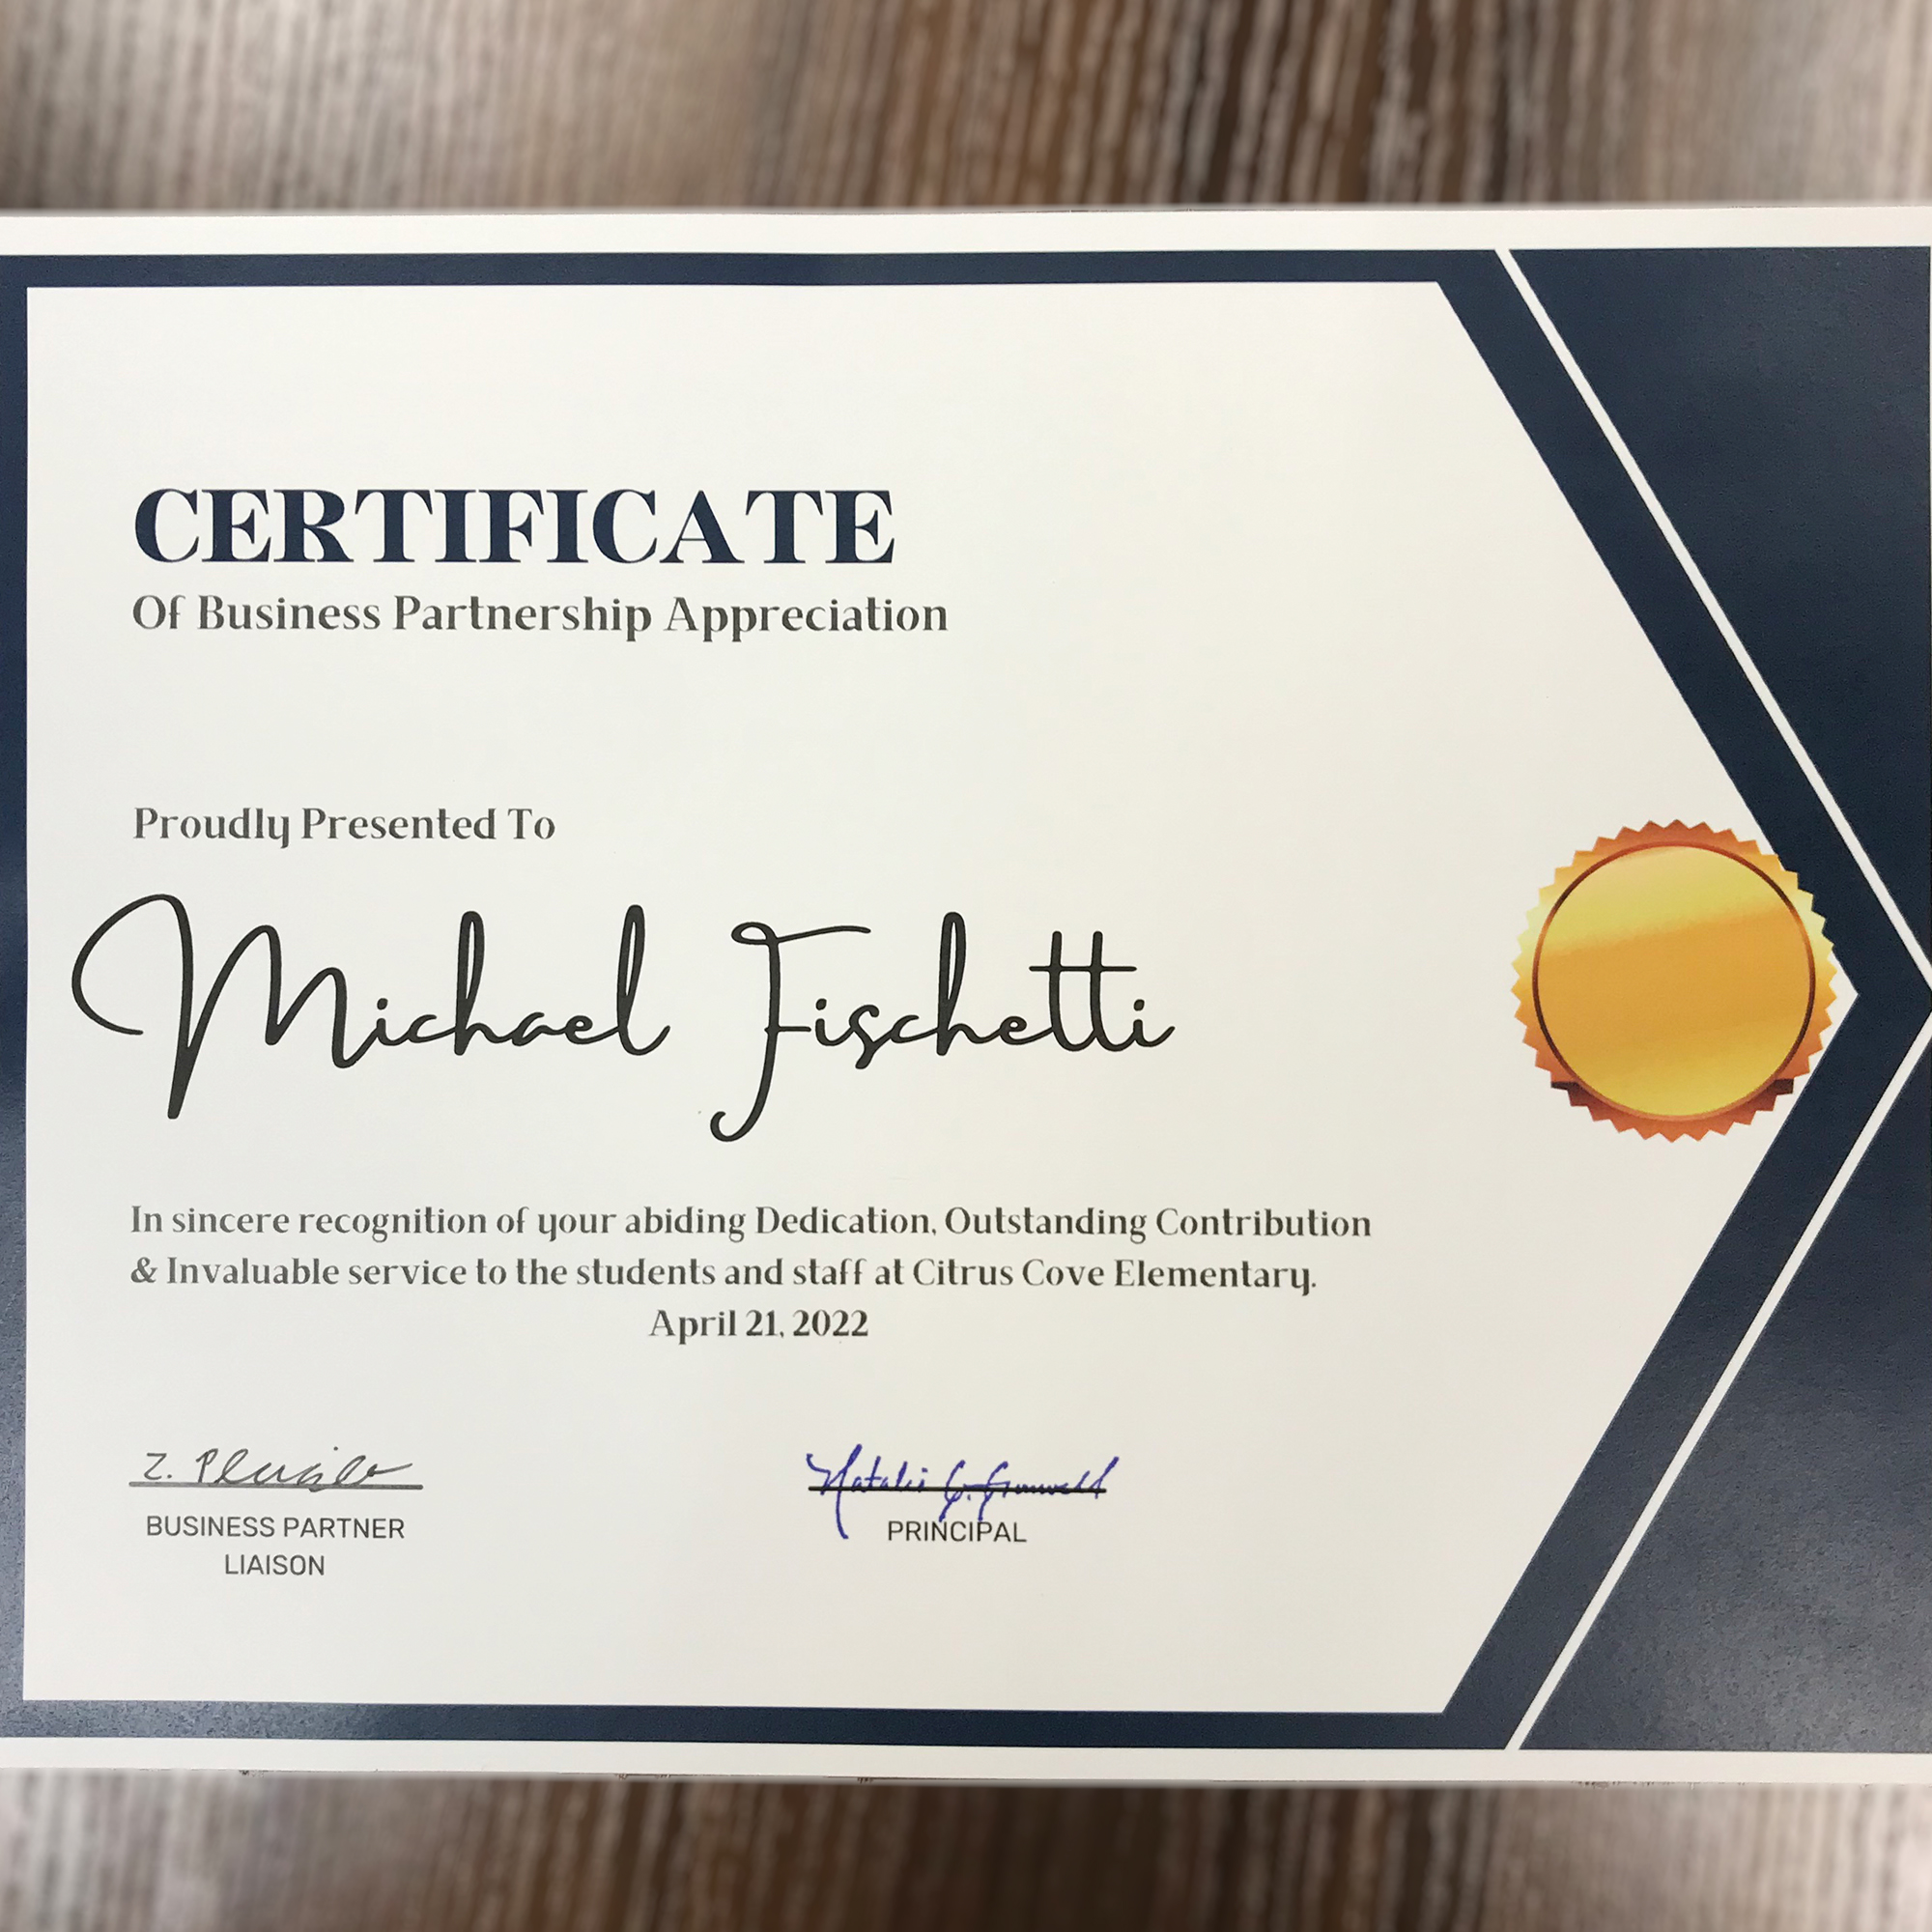 CERTIFICATE
Of Business Partnership Appreciation
Proudly Presented To
Michael Fischetti
In sincere recognition of your abiding Dedication, Outstanding Contribution
& Invaluable service to the students and staff at Citrus Cove Elementary.
April 21, 2022
Z.
BUSINESS PARTNER
LIAISON
PRINCIPAL